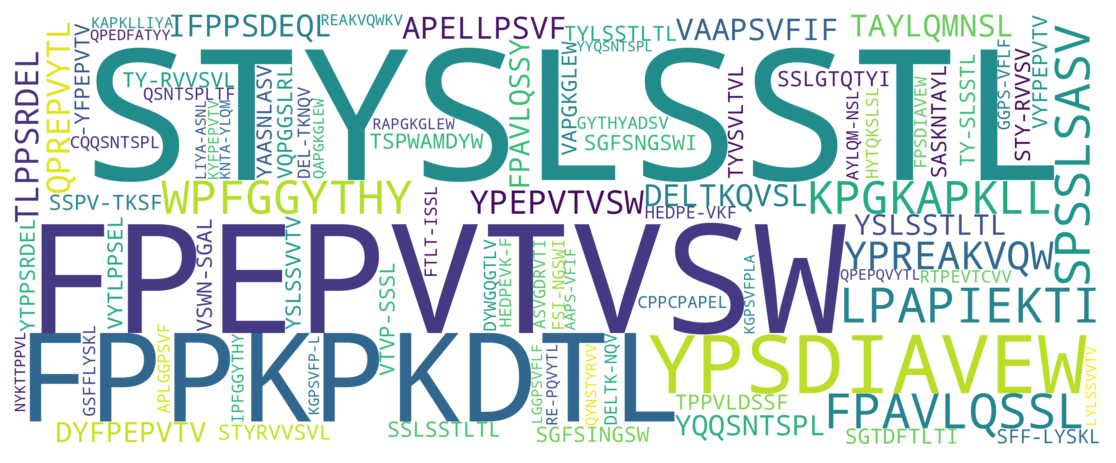 KAPKLLIYA
QPEDFATYY
IFPPSDEQL
REAKVQWKV
APELLPSVF
TYLSSTLTL
YYQSNTSPL
VAAPSVFIF
TAYLQMNSL
STYSLSSTL
TLPPSRDEL
QPREPVYTL
-YFPEPVTV
TY-RVVSVL
QSNTSPLTF
CQQSNTSPL
LIYA-ASNL
KYFPEPVTV
KNTA-YLQM
YAASNLASV
VQPGGSLRL
DEL-TKNQV
QAPGKGLEW
RAPGKGLEW
TSPWAMDYW
FPAVLQSSY
VAPGKGLEW
GYTHYADSV
SGFSNGSWI
TYVSVLTVL
SSLGTQTYI
AYLQM-NSL
HYTQKSLSL
FPSDIAVEW
SASKNTAYL
TY-SLSSTL
GGPS-VFLF
STY-RVVSV
VYFPEPVTV
SPSSLSASV
SSPV-TKSF
WPFGGYTHY
YPEPVTVSW
DELTKQVSL
HEDPE-VKF
KPGKAPKLL
FPEPVTVSW
FTLT-ISSL
YTPPSRDEL
VYTLPPSEL
VSWN-SGAL
YSLSSVVTV
VTVP-SSSL
DYWGQGTLV
HEDPEVK-F
ASVGDRVTI
FSI-NGSWI
AAPS-VFIF
CPPCPAPEL
KGPSVFPLA
YSLSSTLTL
YPREAKVQW
QPEPQVYTL
RTPEVTCVV
LPAPIEKTI
FPPKPKDTL
YPSDIAVEW
NYKTTPPVL
GSFFLYSKL
APLGGPSVF
IPFGGYTHY
KGPSVFP-L
LGGPSVFLF
RE-PQVYTL
QYNSTYRVV
DELTK-NQV
TPPVLDSSF
FPAVLQSSL
LYLSSVVTV
DYFPEPVTV
STYRVVSVL
SSLSSTLTL
SGFSINGSW
YQQSNTSPL
SGTDFTLTI
SFF-LYSKL